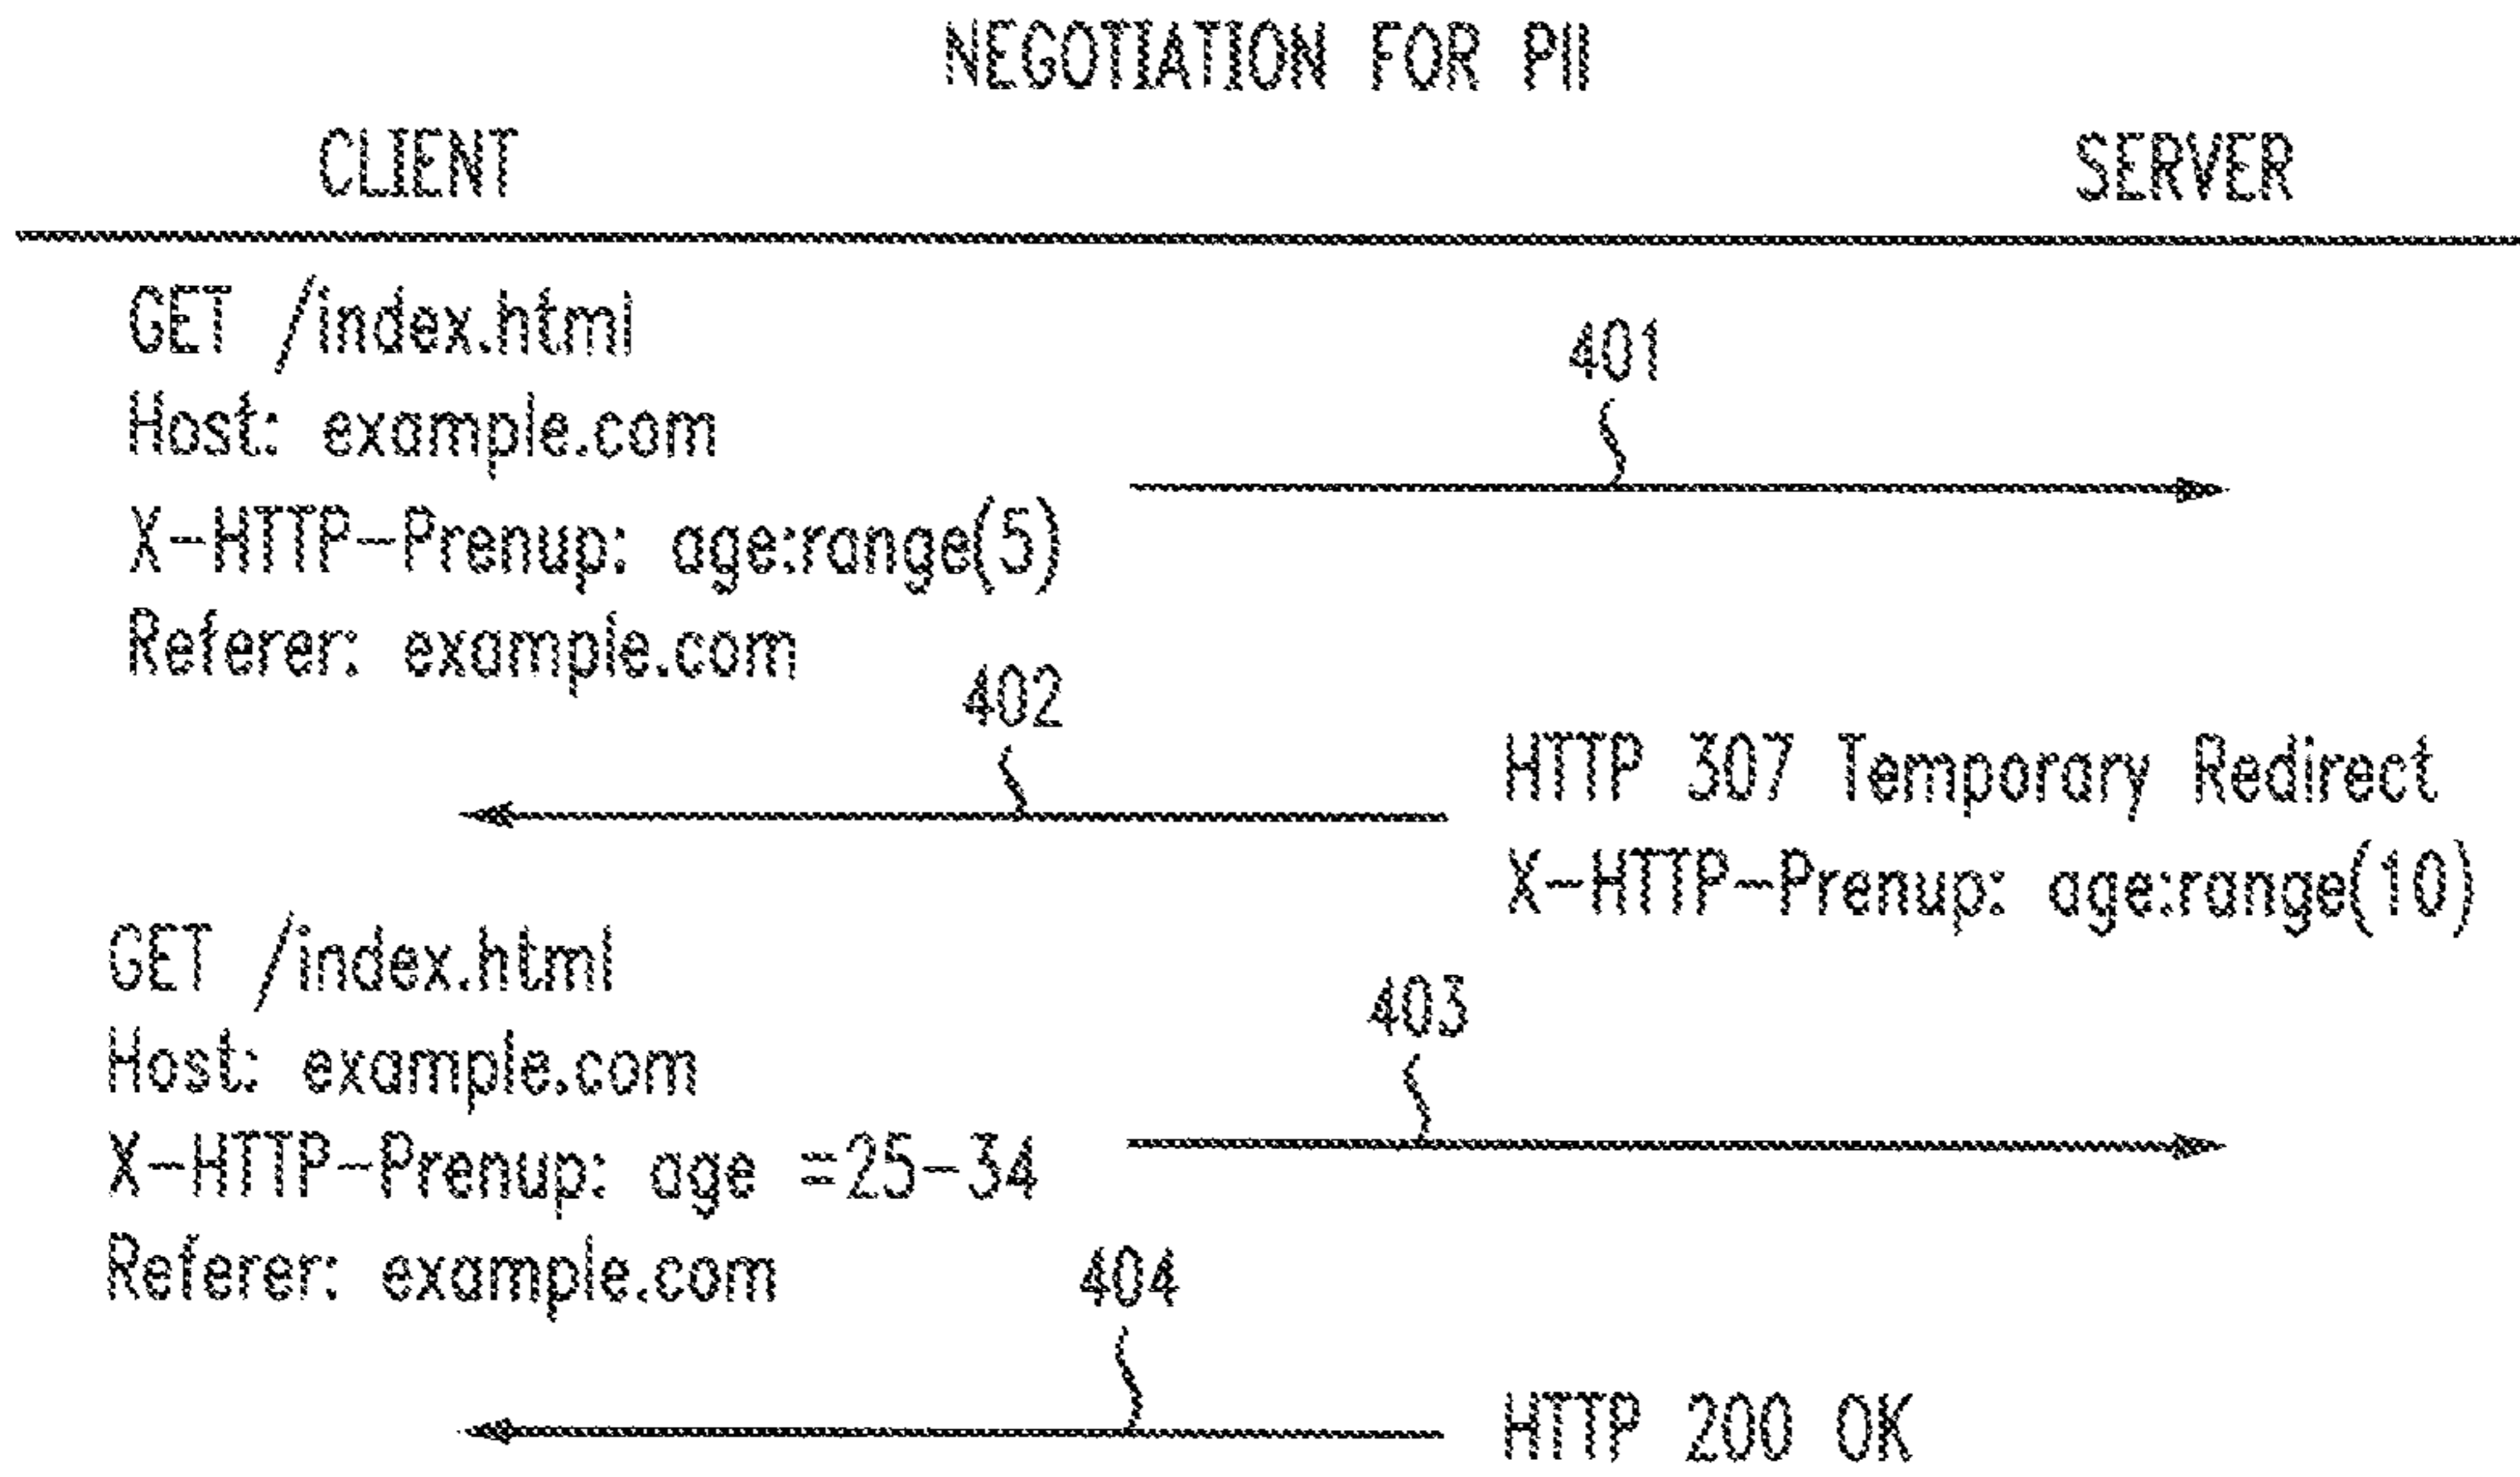 NEGOTIATION FOR PII
CLIENT SERVER
GET /index.html
401
Host: example.com
X-HTTP-Prenup: age:range(5)
Referer: example.com
402
HTTP 307 Temporary Redirect
X-HTTP-Prenup: age:range(10)
GET /index.html
403
Host: example.com
X-HTTP-Prenup: age =25-34
Referer: example.com
404
HTTP 200 OK